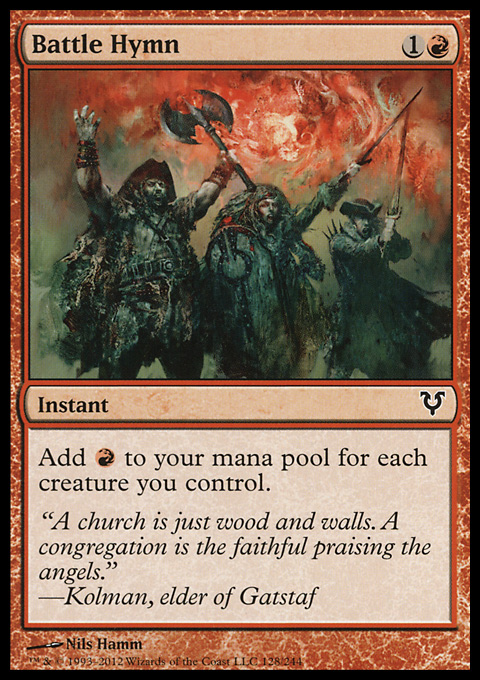 Battle Hymn 1
Instant
Add to your mana pool for each
creature you control.
“A church is just wood and walls. A
congregation is the faithful praising the
angels.”
—Kolman, elder of Gatstaf
Nils Hamm
™ & © 1993–2012 Wizards of the Coast LLC 128/244